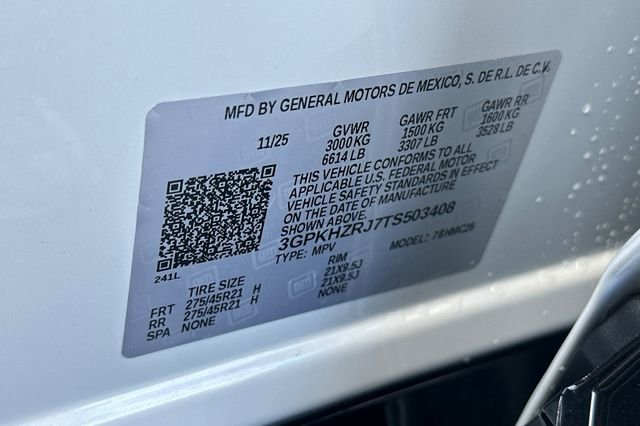 MFD BY GENERAL MOTORS DE MEXICO, S. DE R.L. DE C.V.
11/25 GVWR GAWR FRT GAWR RR
3000 KG 1500 KG 1600 KG
6614 LB 3307 LB 3528 LB
THIS VEHICLE CONFORMS TO ALL
APPLICABLE U.S. FEDERAL MOTOR
VEHICLE SAFETY STANDARDS IN EFFECT
ON THE DATE OF MANUFACTURE
SHOWN ABOVE.
3GPKHZRJ7TS503408
TYPE: MPV MODEL: 78HMC26
241L
TIRE SIZE RIM
FRT 275/45R21 H 21X9.5J
RR 275/45R21 H 21X9.5J
SPA NONE NONE